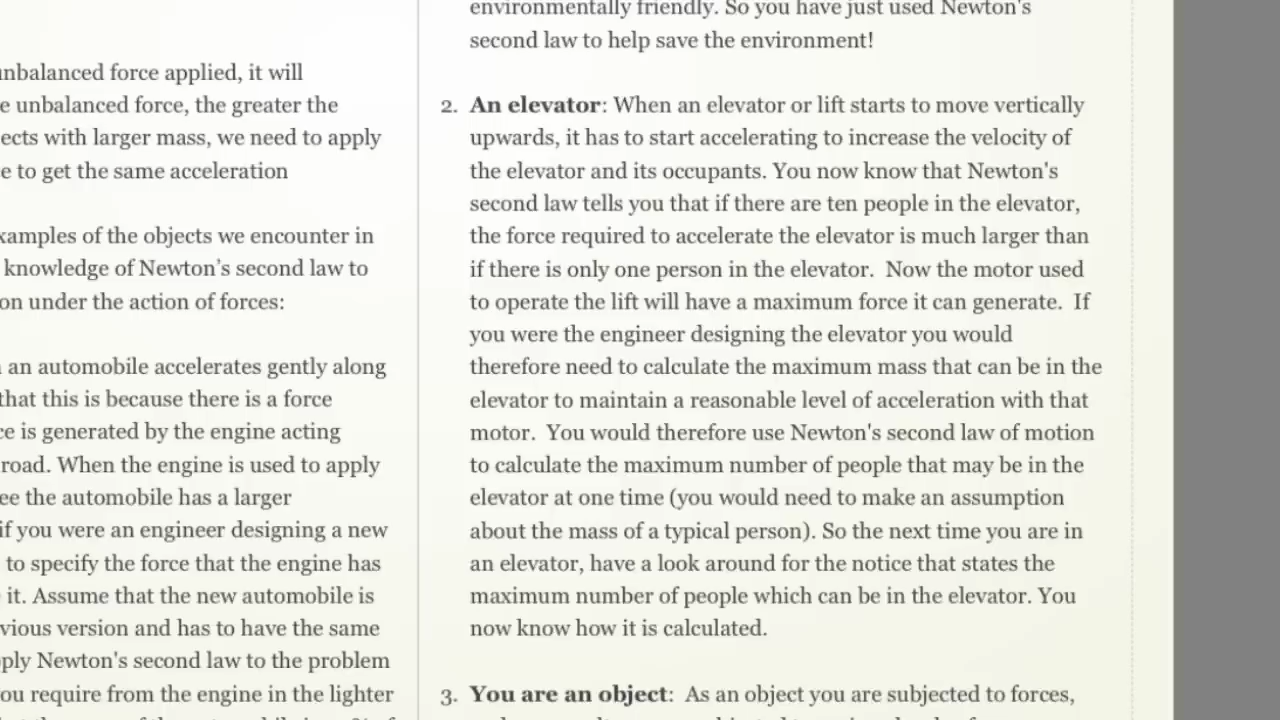 unbalanced force applied, it will
e unbalanced force, the greater the
ects with larger mass, we need to apply
e to get the same acceleration
xamples of the objects we encounter in
knowledge of Newton's second law to
on under the action of forces:
an automobile accelerates gently along
that this is because there is a force
ce is generated by the engine acting
road. When the engine is used to apply
ee the automobile has a larger
if you were an engineer designing a new
to specify the force that the engine has
it. Assume that the new automobile is
vious version and has to have the same
ply Newton's second law to the problem
ou require from the engine in the lighter
environmentally friendly. So you have just used Newton's
second law to help save the environment!
2. An elevator: When an elevator or lift starts to move vertically
upwards, it has to start accelerating to increase the velocity of
the elevator and its occupants. You now know that Newton's
second law tells you that if there are ten people in the elevator,
the force required to accelerate the elevator is much larger than
if there is only one person in the elevator.  Now the motor used
to operate the lift will have a maximum force it can generate.  If
you were the engineer designing the elevator you would
therefore need to calculate the maximum mass that can be in the
elevator to maintain a reasonable level of acceleration with that
motor.  You would therefore use Newton's second law of motion
to calculate the maximum number of people that may be in the
elevator at one time (you would need to make an assumption
about the mass of a typical person). So the next time you are in
an elevator, have a look around for the notice that states the
maximum number of people which can be in the elevator. You
now know how it is calculated.
3. You are an object:  As an object you are subjected to forces,